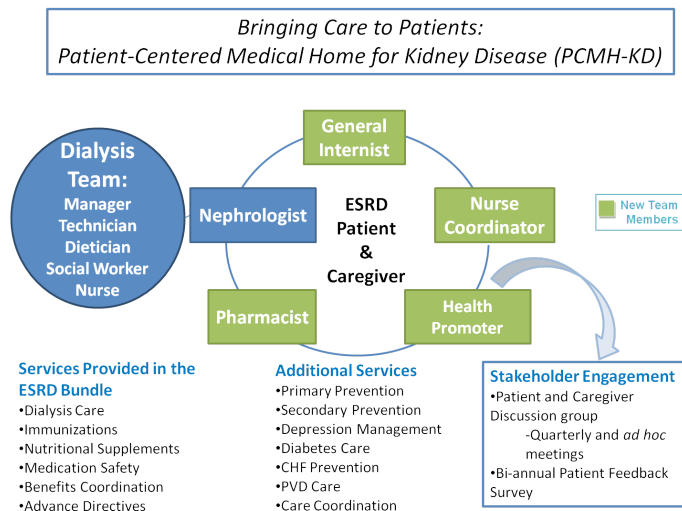 Bringing Care to Patients:
Patient-Centered Medical Home for Kidney Disease (PCMH-KD)
General
Internist
Dialysis
Team:
Manager
Technician
Dietician
Social Worker
Nurse
Nephrologist
ESRD
Patient
&
Caregiver
Nurse
Coordinator
New Team
Members
Pharmacist
Health
Promoter
Services Provided in the
ESRD Bundle
•Dialysis Care
•Immunizations
•Nutritional Supplements
•Medication Safety
•Benefits Coordination
•Advance Directives
Additional Services
•Primary Prevention
•Secondary Prevention
•Depression Management
•Diabetes Care
•CHF Prevention
•PVD Care
•Care Coordination
Stakeholder Engagement
•Patient and Caregiver
Discussion group
-Quarterly and ad hoc
meetings
•Bi-annual Patient Feedback
Survey